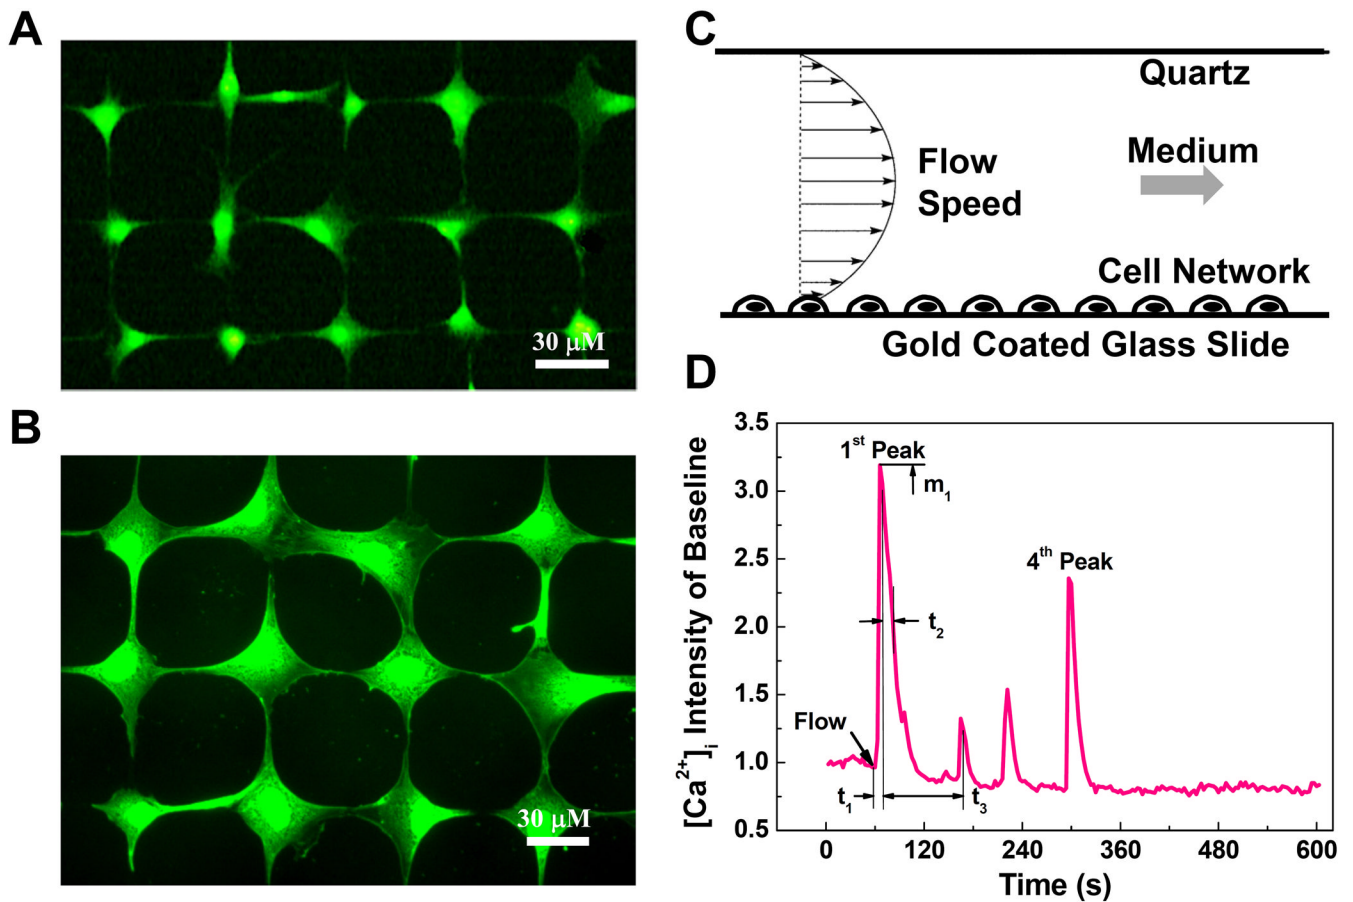 A
30 μM
B
30 μM
C
Quartz
Flow
Speed
Medium
Cell Network
Gold Coated Glass Slide
D
[Ca²⁺]ᵢ Intensity of Baseline
3.5
3.0
2.5
2.0
1.5
1.0
0.5
1ˢᵗ Peak
m₁
4ᵗʰ Peak
t₂
Flow
t₁
t₃
0 120 240 360 480 600
Time (s)